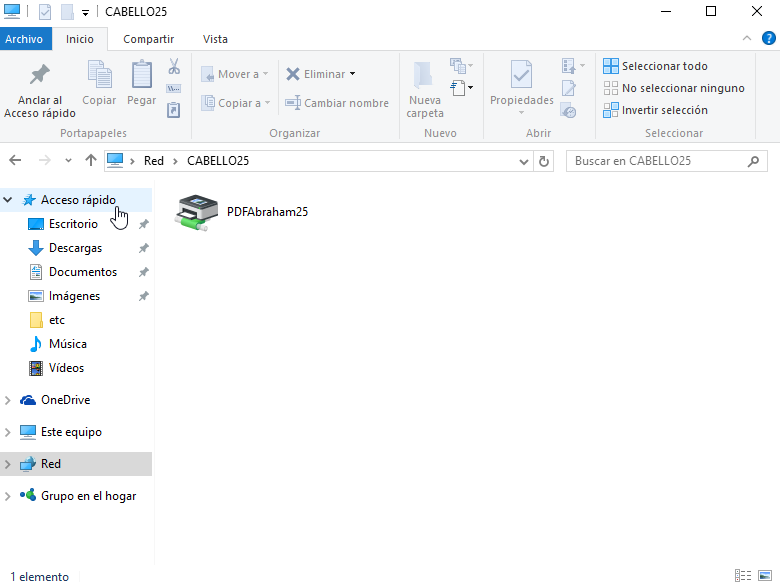 CABELLO25
Archivo Inicio Compartir Vista
Anclar al Acceso rápido
Copiar
Pegar
Portapapeles
Mover a
Copiar a
Eliminar
Cambiar nombre
Organizar
Nueva carpeta
Nuevo
Propiedades
Abrir
Seleccionar todo
No seleccionar ninguno
Invertir selección
Seleccionar
Red > CABELLO25
Buscar en CABELLO25
Acceso rápido
Escritorio
Descargas
Documentos
Imágenes
etc
Música
Vídeos
OneDrive
Este equipo
Red
Grupo en el hogar
PDFAbraham25
1 elemento